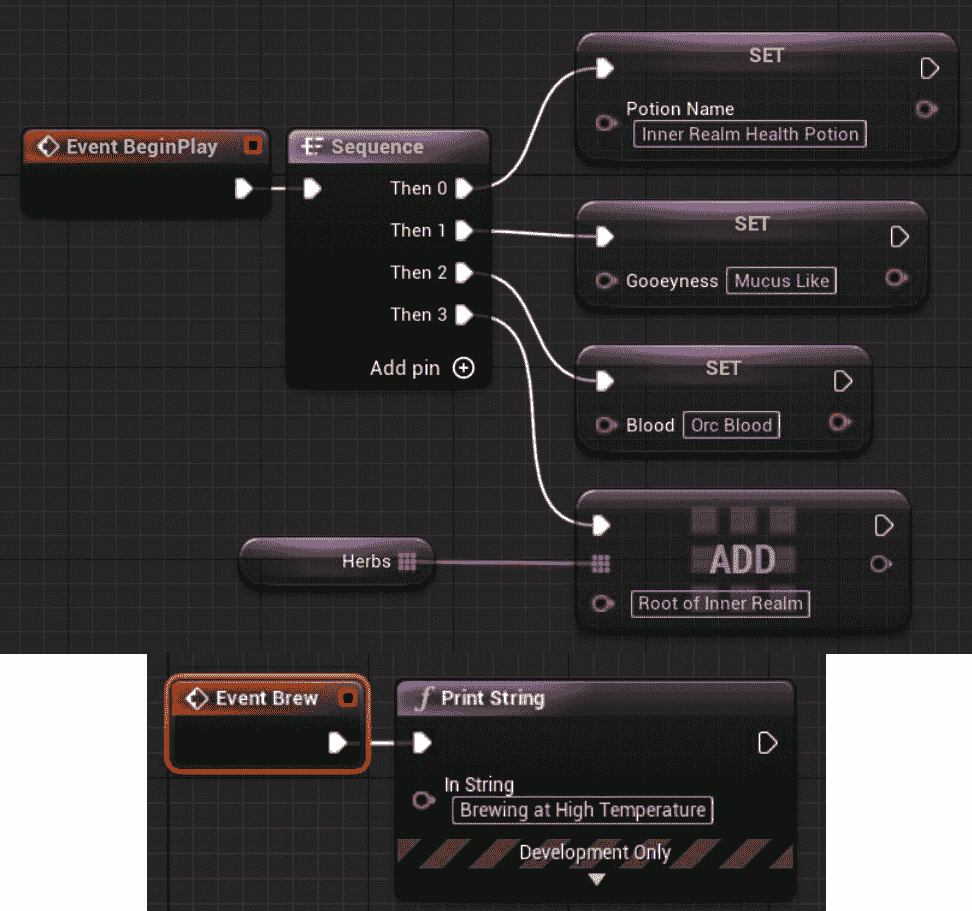 SET
Potion Name
Inner Realm Health Potion
Event BeginPlay
Sequence
Then 0
Then 1
Then 2
Then 3
Add pin
SET
Gooeyness Mucus Like
SET
Blood Orc Blood
Herbs
ADD
Root of Inner Realm
Event Brew
f Print String
In String
Brewing at High Temperature
Development Only